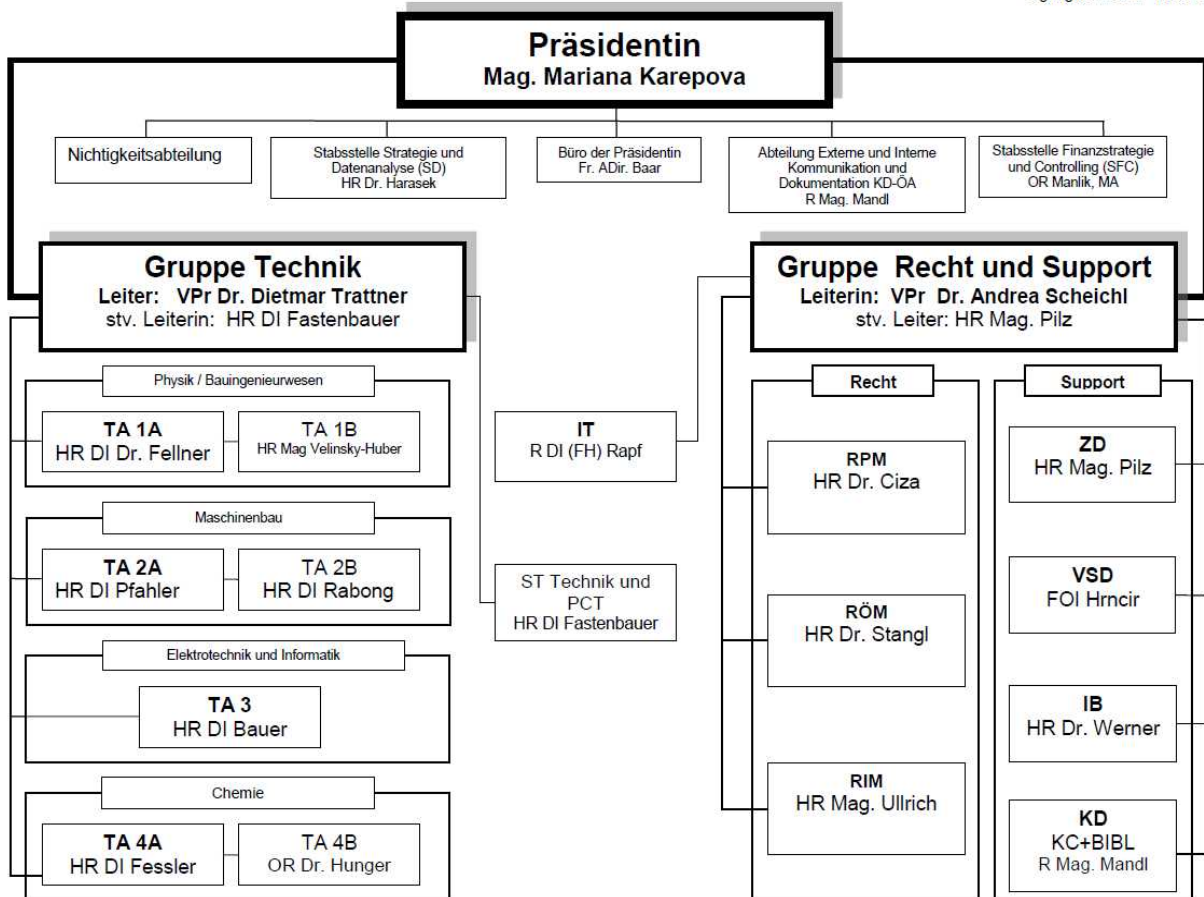 Präsidentin
Mag. Mariana Karepova
Nichtigkeitsabteilung
Stabsstelle Strategie und
Datenanalyse (SD)
HR Dr. Harasek
Büro der Präsidentin
Fr. ADir. Baar
Abteilung Externe und Interne
Kommunikation und
Dokumentation KD-ÖA
R Mag. Mandl
Stabsstelle Finanzstrategie
und Controlling (SFC)
OR Manlik, MA
Gruppe Technik
Leiter: VPr Dr. Dietmar Trattner
stv. Leiterin: HR DI Fastenbauer
Physik / Bauingenieurwesen
TA 1A
HR DI Dr. Fellner
TA 1B
HR Mag Velinsky-Huber
Maschinenbau
TA 2A
HR DI Pfahler
TA 2B
HR DI Rabong
Elektrotechnik und Informatik
TA 3
HR DI Bauer
Chemie
TA 4A
HR DI Fessler
TA 4B
OR Dr. Hunger
IT
R DI (FH) Rapf
ST Technik und
PCT
HR DI Fastenbauer
Gruppe Recht und Support
Leiterin: VPr Dr. Andrea Scheichl
stv. Leiter: HR Mag. Pilz
Recht
RPM
HR Dr. Ciza
RÖM
HR Dr. Stangl
RIM
HR Mag. Ullrich
Support
ZD
HR Mag. Pilz
VSD
FOI Hrncir
IB
HR Dr. Werner
KD
KC+BIBL
R Mag. Mandl